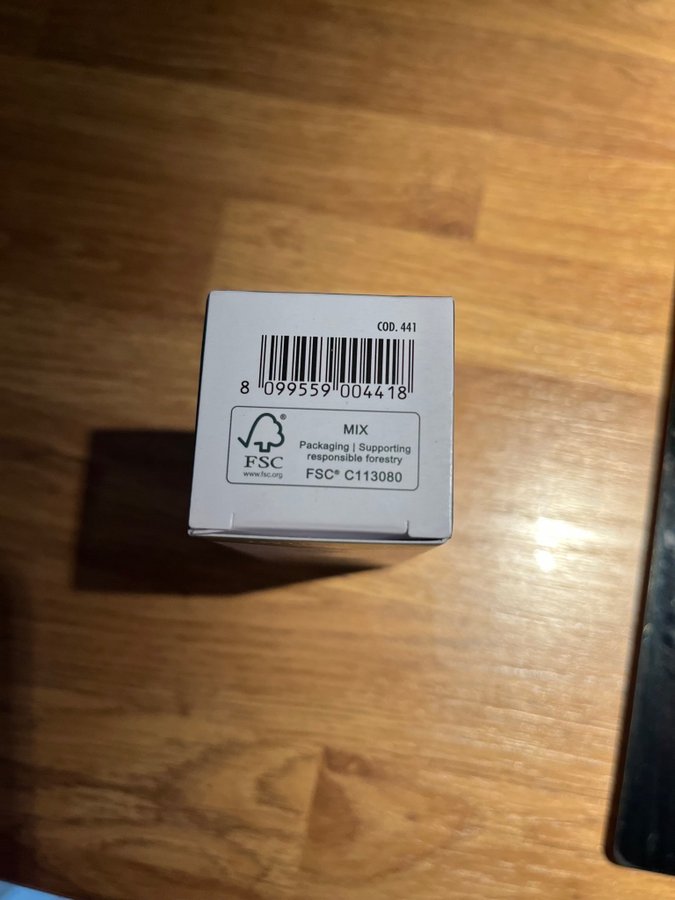 COD. 441
8 099559 004418
MIX
Packaging | Supporting
responsible forestry
FSC® C113080
®
FSC
www.fsc.org